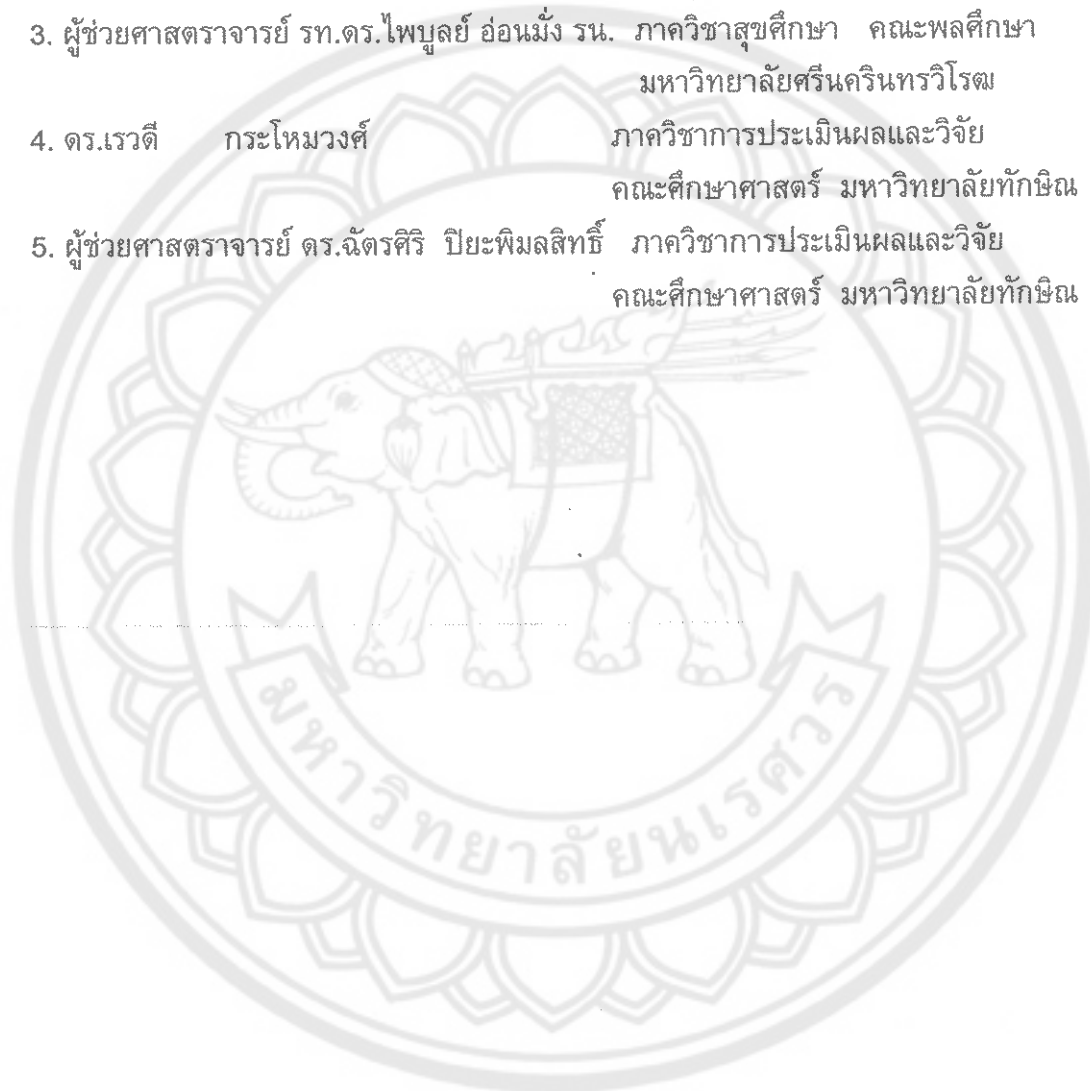 3. ผู้ช่วยศาสตราจารย์ รท.ดร.ไพบูลย์ อ่อนมั่ง รน. ภาควิชาสุขศึกษา คณะพลศึกษา
มหาวิทยาลัยศรีนครินทรวิโรฒ
4. ดร.เรวดี กระโหมวงศ์ ภาควิชาการประเมินผลและวิจัย
คณะศึกษาศาสตร์ มหาวิทยาลัยทักษิณ
5. ผู้ช่วยศาสตราจารย์ ดร.ฉัตรศิริ ปิยะพิมลสิทธิ์ ภาควิชาการประเมินผลและวิจัย
คณะศึกษาศาสตร์ มหาวิทยาลัยทักษิณ
มหาวิทยาลัยนเรศวร